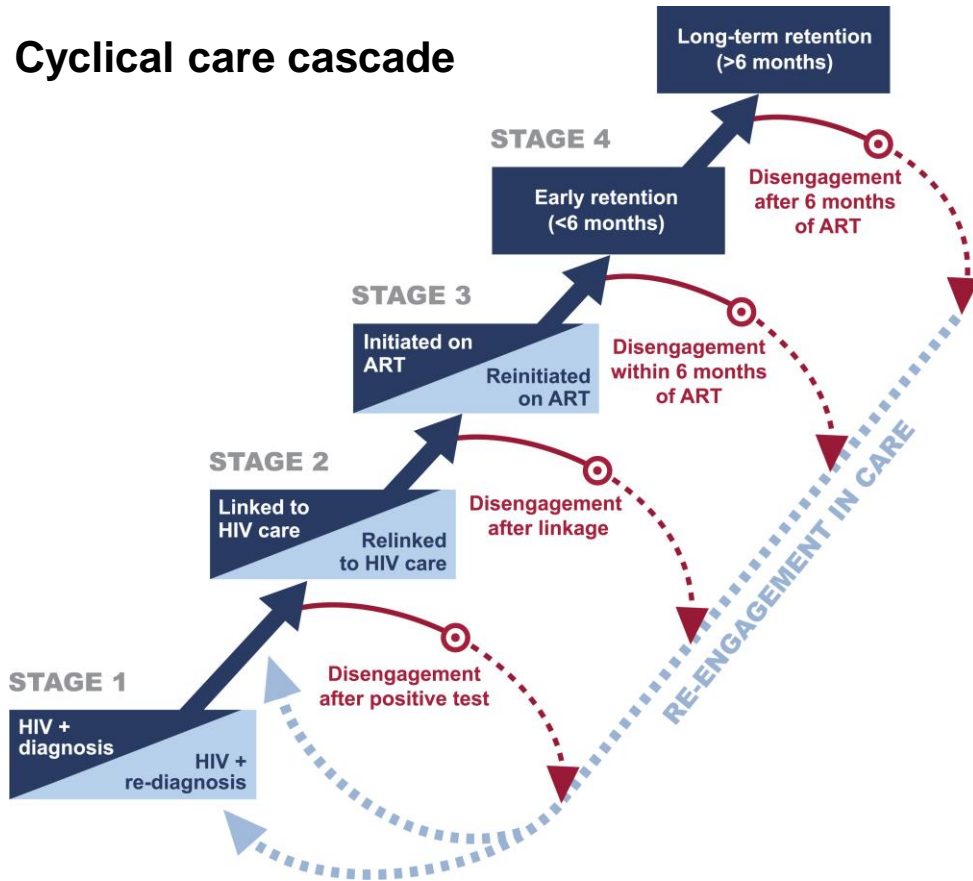 Cyclical care cascade
Long-term retention
(>6 months)
STAGE 4
Early retention
(<6 months)
Disengagement
after 6 months
of ART
STAGE 3
Initiated on
ART
Reinitiated
on ART
Disengagement
within 6 months
of ART
STAGE 2
Linked to
HIV care
Relinked
to HIV care
Disengagement
after linkage
RE-ENGAGEMENT IN CARE
STAGE 1
HIV +
diagnosis
HIV +
re-diagnosis
Disengagement
after positive test